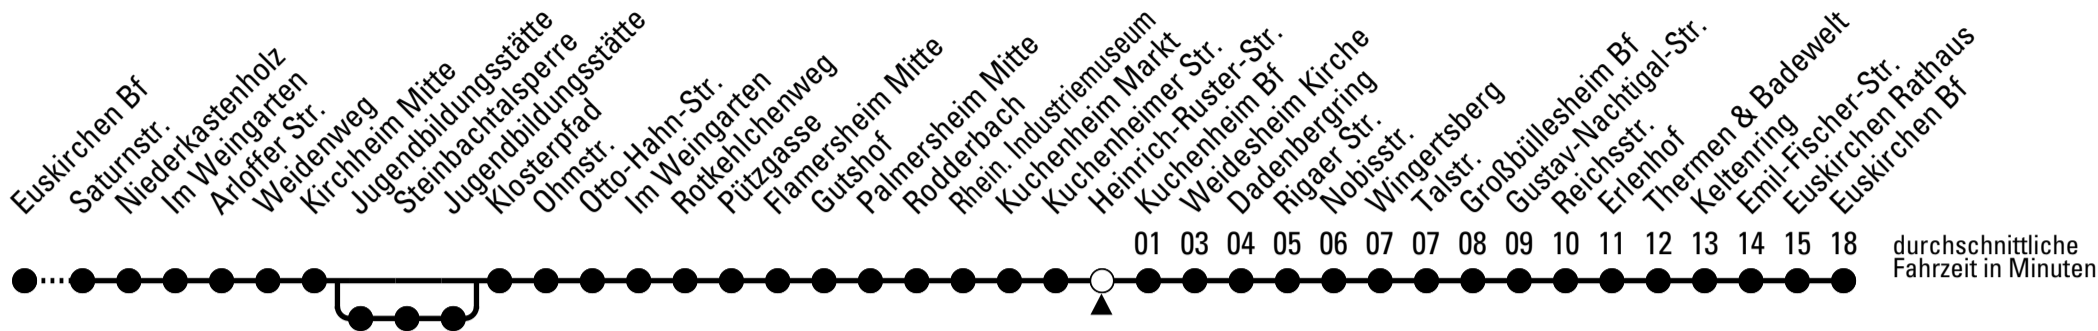 Euskirchen Bf
Saturnstr.
Niederkastenholz
Im Weingarten
Arloffer Str.
Weidenweg
Kirchheim Mitte
Jugendbildungsstätte
Steinbachtalsperre
Jugendbildungsstätte
Klosterpfad
Ohmstr.
Otto-Hahn-Str.
Im Weingarten
Rotkehlchenweg
Pützgasse
Flamersheim Mitte
Gutshof
Palmersheim Mitte
Rodderbach
Rhein. Industriemuseum
Kuchenheim Markt
Kuchenheimer Str.
Heinrich-Ruster-Str.
Kuchenheim Bf
Weidesheim Kirche
Dadenbergring
Rigaer Str.
Nobisstr.
Wingertsberg
Talstr.
Großbüllesheim Bf
Gustav-Nachtigal-Str.
Reichsstr.
Erlenhof
Thermen & Badewelt
Keltenring
Emil-Fischer-Str.
Euskirchen Rathaus
Euskirchen Bf
01 03 04 05 06 07 07 08 09 10 11 12 13 14 15 18
durchschnittliche
Fahrzeit in Minuten